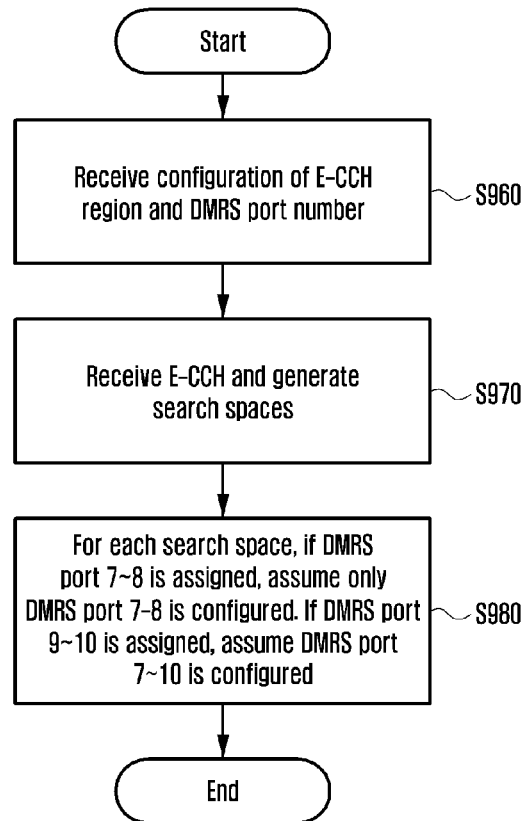 Start
Receive configuration of E-CCH
region and DMRS port number
S960
Receive E-CCH and generate
search spaces
S970
For each search space, if DMRS
port 7~8 is assigned, assume only
DMRS port 7-8 is configured. If DMRS port
9~10 is assigned, assume DMRS port
7~10 is configured
S980
End